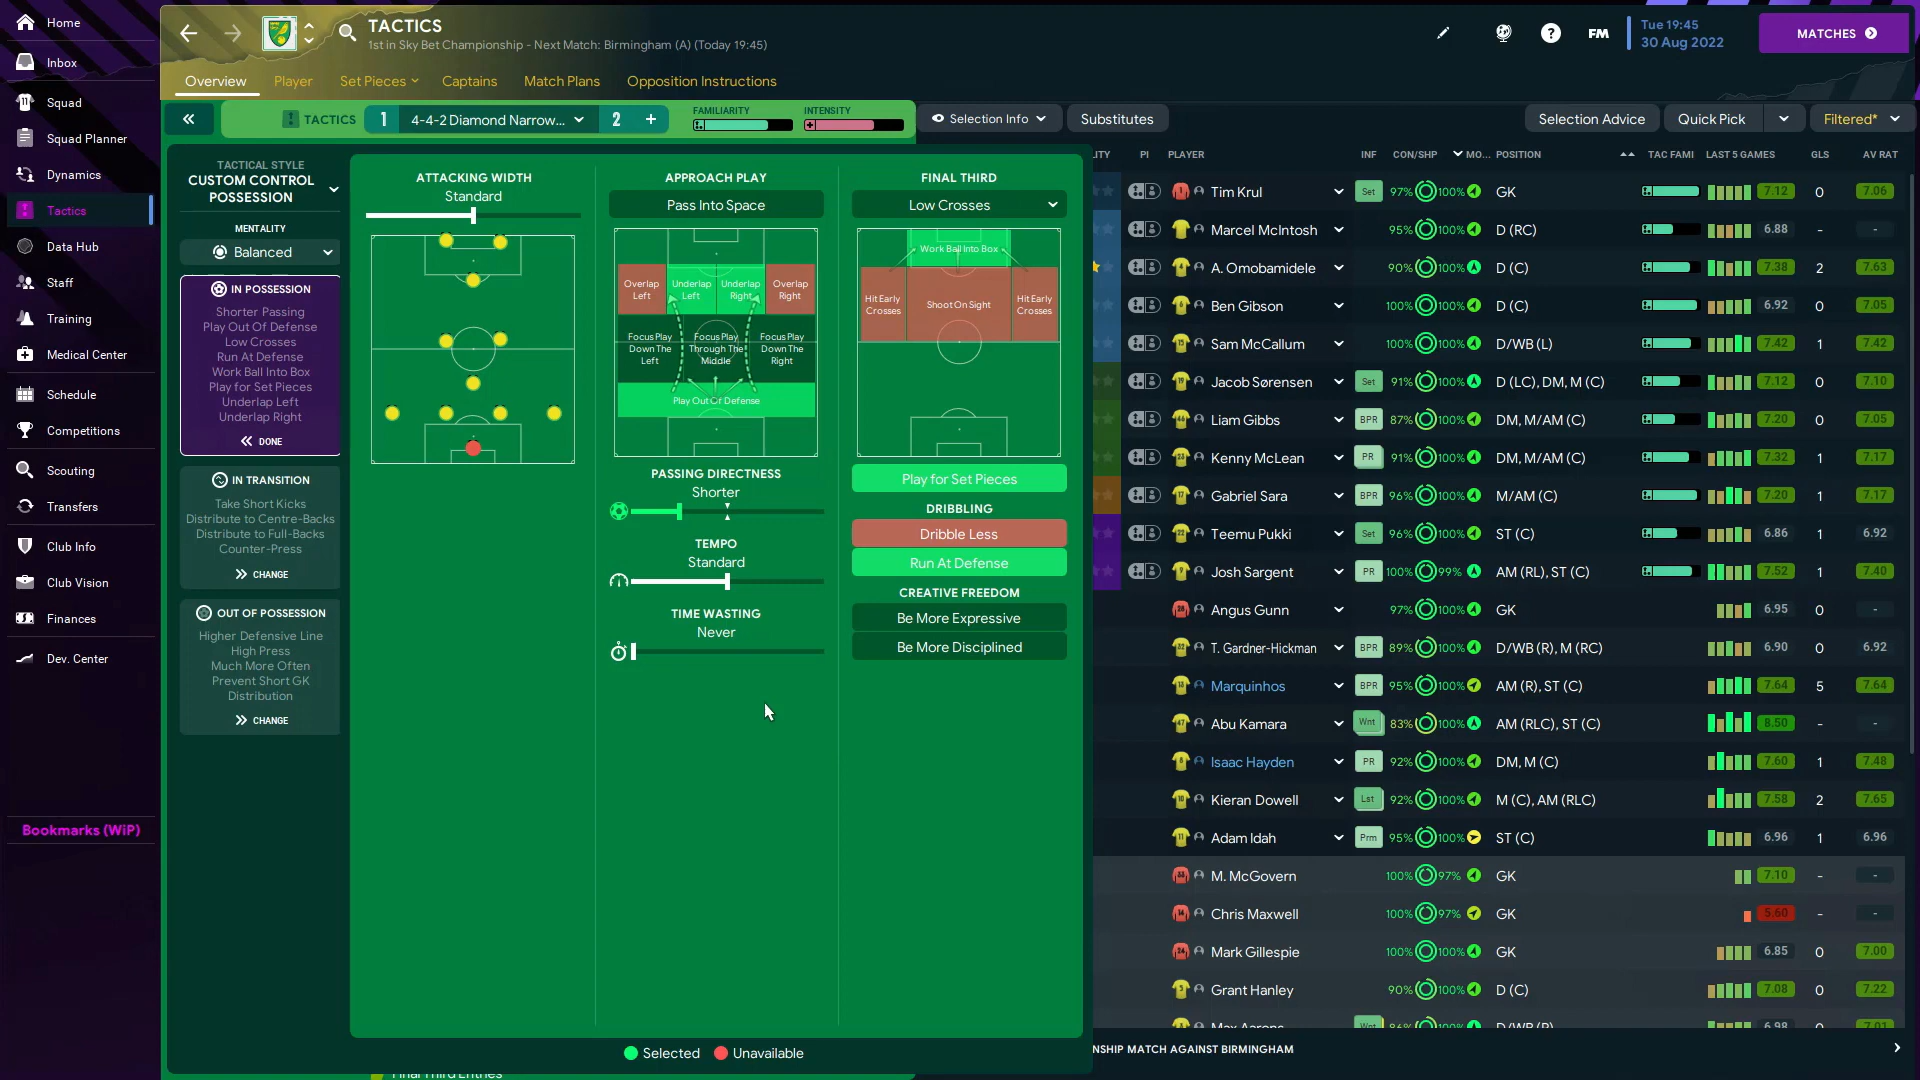 Home
Inbox
Squad
Squad Planner
Dynamics
Tactics
Data Hub
Staff
Training
Medical Center
Schedule
Competitions
Scouting
Transfers
Club Info
Club Vision
Finances
Dev. Center
Bookmarks (WiP)
TACTICS
1st in Sky Bet Championship - Next Match: Birmingham (A) (Today 19:45)
FM
Tue 19:45
30 Aug 2022
MATCHES
Overview
Player
Set Pieces
Captains
Match Plans
Opposition Instructions
TACTICS
1
4-4-2 Diamond Narrow...
2
FAMILIARITY
INTENSITY
Selection Info
Substitutes
Selection Advice
Quick Pick
Filtered*
TACTICAL STYLE
CUSTOM CONTROL
POSSESSION
MENTALITY
Balanced
IN POSSESSION
Shorter Passing
Play Out Of Defense
Low Crosses
Run At Defense
Work Ball Into Box
Play for Set Pieces
Underlap Left
Underlap Right
DONE
IN TRANSITION
Take Short Kicks
Distribute to Centre-Backs
Distribute to Full-Backs
Counter-Press
CHANGE
OUT OF POSSESSION
Higher Defensive Line
High Press
Much More Often
Prevent Short GK
Distribution
CHANGE
ATTACKING WIDTH
Standard
APPROACH PLAY
Pass Into Space
Overlap Left
Underlap Left
Underlap Right
Overlap Right
Focus Play Down The Left
Focus Play Through The Middle
Focus Play Down The Right
Play Out Of Defense
PASSING DIRECTNESS
Shorter
TEMPO
Standard
TIME WASTING
Never
FINAL THIRD
Low Crosses
Work Ball Into Box
Hit Early Crosses
Shoot On Sight
Hit Early Crosses
Play for Set Pieces
DRIBBLING
Dribble Less
Run At Defense
CREATIVE FREEDOM
Be More Expressive
Be More Disciplined
Selected
Unavailable
Final Third Entries
ITY PI PLAYER INF CON/SHP MO... POSITION TAC FAMI LAST 5 GAMES GLS AV RAT
Tim Krul Set 97% 100% GK 7.12 0 7.06
Marcel McIntosh 95% 100% D (RC) 6.88 - -
A. Omobamidele 90% 100% D (C) 7.38 2 7.63
Ben Gibson 100% 100% D (C) 6.92 0 7.05
Sam McCallum 100% 100% D/WB (L) 7.42 1 7.42
Jacob Sørensen Set 91% 100% D (LC), DM, M (C) 7.12 0 7.10
Liam Gibbs BPR 87% 100% DM, M/AM (C) 7.20 0 7.05
Kenny McLean PR 91% 100% DM, M/AM (C) 7.32 1 7.17
Gabriel Sara BPR 96% 100% M/AM (C) 7.20 1 7.17
Teemu Pukki Set 96% 100% ST (C) 6.86 1 6.92
Josh Sargent PR 100% 99% AM (RL), ST (C) 7.52 1 7.40
Angus Gunn 97% 100% GK 6.95 0 -
T. Gardner-Hickman BPR 89% 100% D/WB (R), M (RC) 6.90 0 6.92
Marquinhos BPR 95% 100% AM (R), ST (C) 7.64 5 7.64
Abu Kamara Wnt 83% 100% AM (RLC), ST (C) 8.50 - -
Isaac Hayden PR 92% 100% DM, M (C) 7.60 1 7.48
Kieran Dowell Lst 92% 100% M (C), AM (RLC) 7.58 2 7.65
Adam Idah Prm 95% 100% ST (C) 6.96 1 6.96
M. McGovern 100% 97% GK 7.10 - -
Chris Maxwell 100% 97% GK 5.60 - -
Mark Gillespie 100% 100% GK 6.85 0 7.00
Grant Hanley 90% 100% D (C) 7.08 0 7.22
Max Aarons Wnt 86% 100% D/WB (R) 6.98 0 7.01
NSHIP MATCH AGAINST BIRMINGHAM